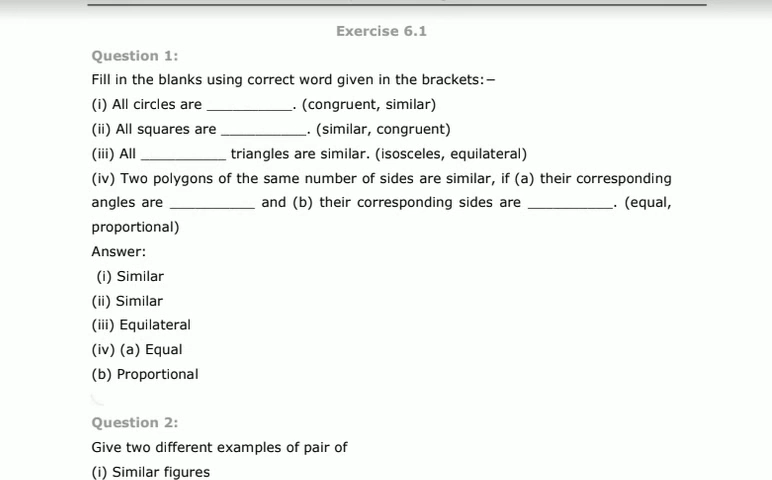 Exercise 6.1
Question 1:
Fill in the blanks using correct word given in the brackets:−
(i) All circles are __________. (congruent, similar)
(ii) All squares are __________. (similar, congruent)
(iii) All __________ triangles are similar. (isosceles, equilateral)
(iv) Two polygons of the same number of sides are similar, if (a) their corresponding
angles are __________ and (b) their corresponding sides are __________. (equal,
proportional)
Answer:
(i) Similar
(ii) Similar
(iii) Equilateral
(iv) (a) Equal
(b) Proportional
Question 2:
Give two different examples of pair of
(i) Similar figures